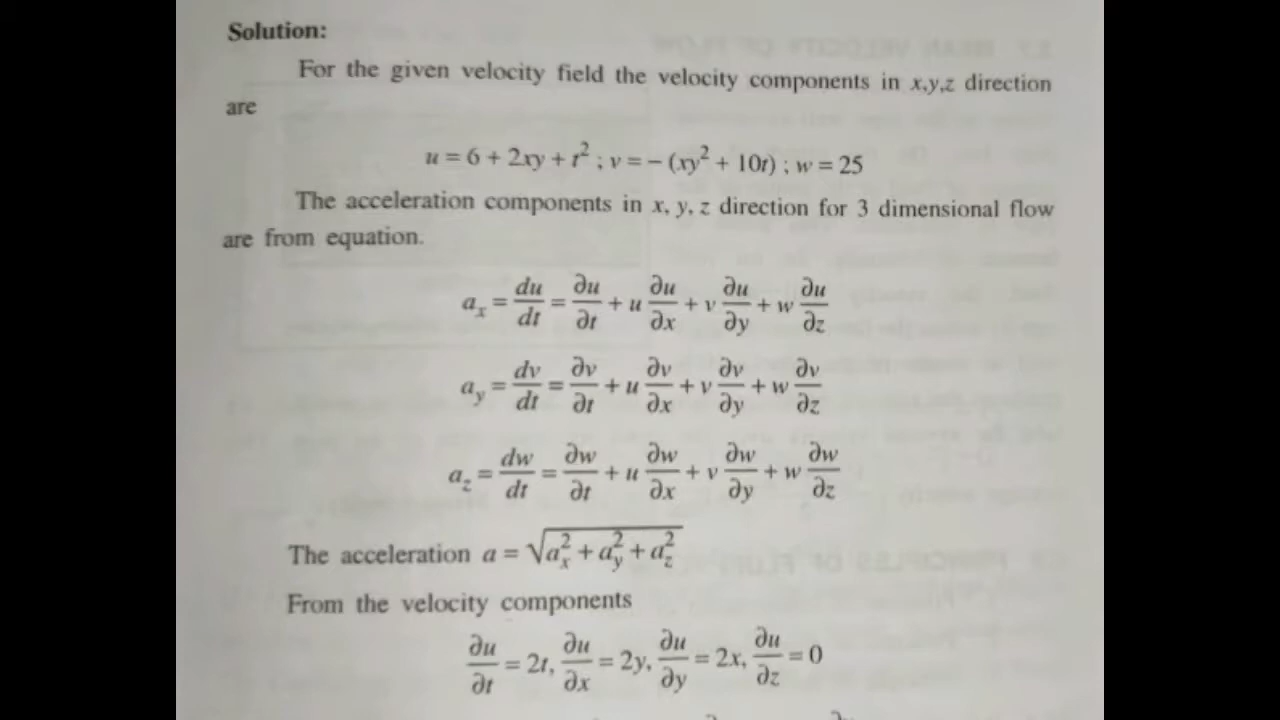 Solution:
For the given velocity field the velocity components in x,y,z direction
are
u = 6 + 2xy + t² ; v = – (xy² + 10t) ; w = 25
The acceleration components in x, y, z direction for 3 dimensional flow
are from equation.
a_x = du/dt = ∂u/∂t + u ∂u/∂x + v ∂u/∂y + w ∂u/∂z
a_y = dv/dt = ∂v/∂t + u ∂v/∂x + v ∂v/∂y + w ∂v/∂z
a_z = dw/dt = ∂w/∂t + u ∂w/∂x + v ∂w/∂y + w ∂w/∂z
The acceleration a = √(a_x² + a_y² + a_z²)
From the velocity components
∂u/∂t = 2t, ∂u/∂x = 2y, ∂u/∂y = 2x, ∂u/∂z = 0